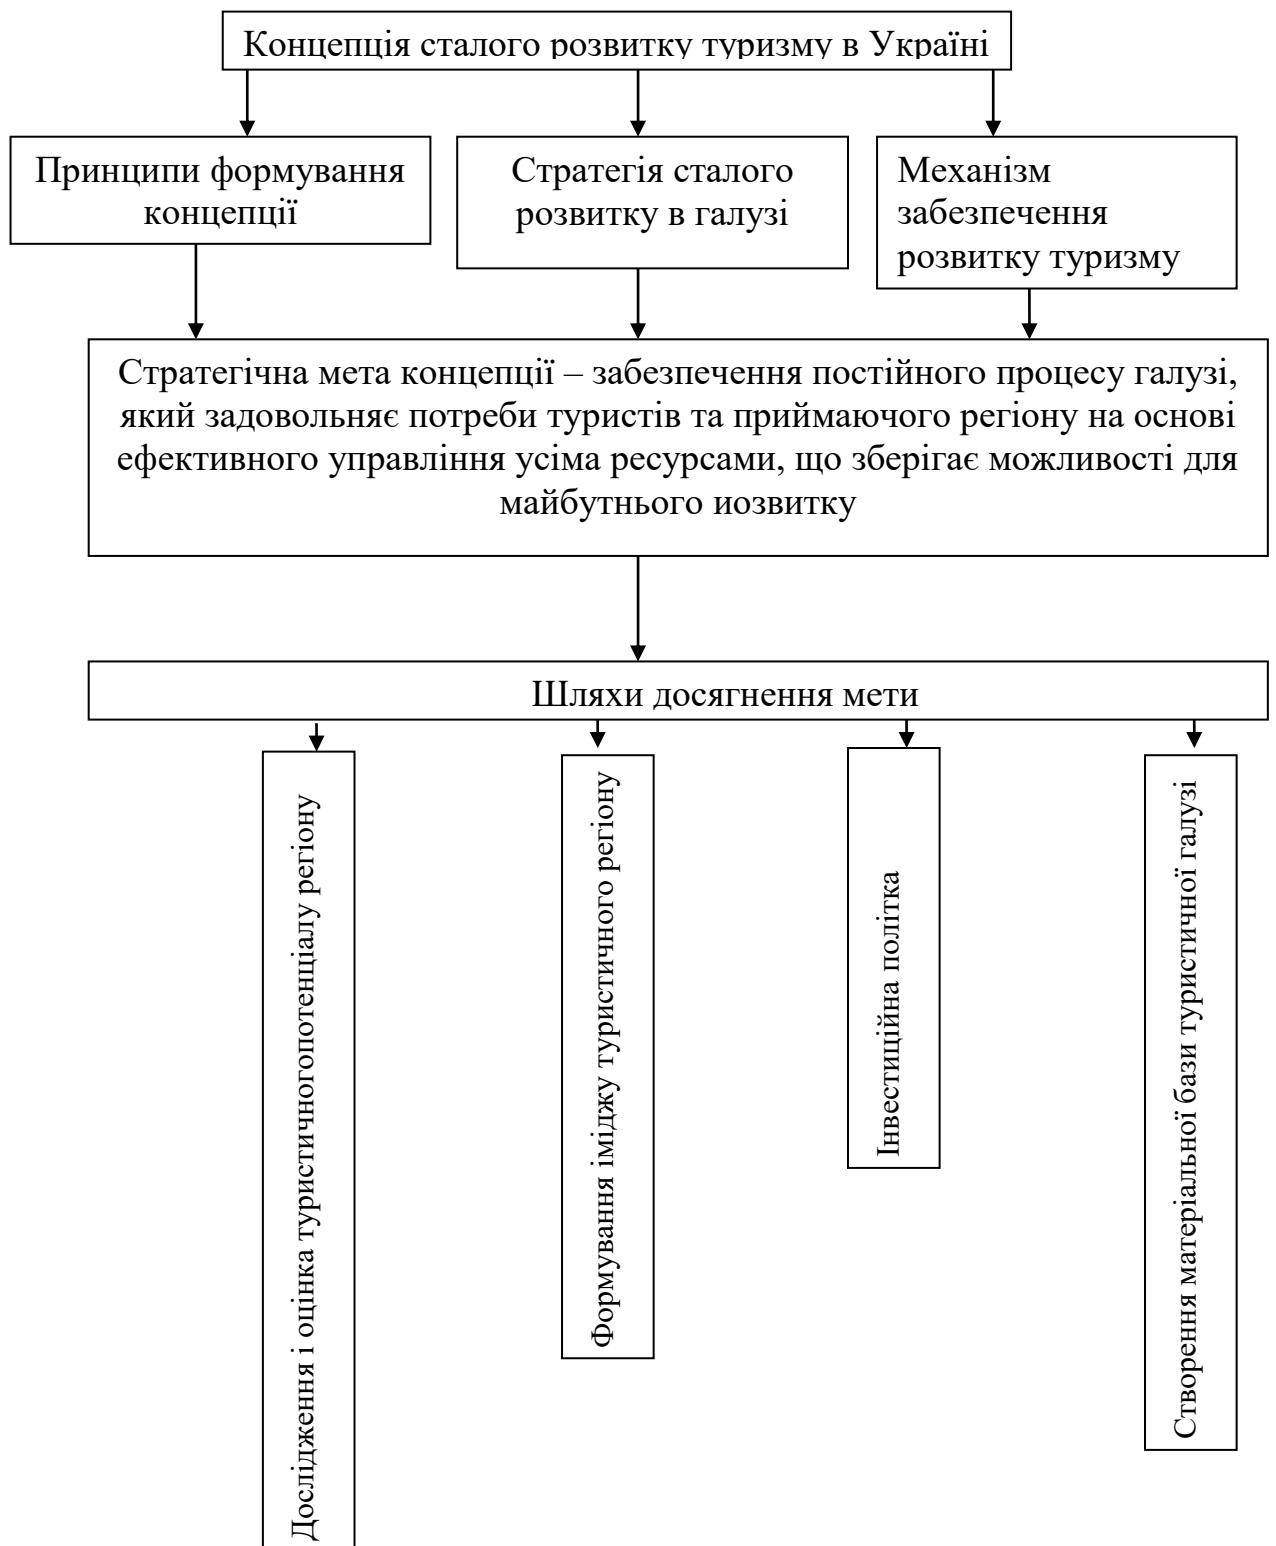 Концепція сталого розвитку туризму в Україні
Принципи формування
концепції
Стратегія сталого
розвитку в галузі
Механізм
забезпечення
розвитку туризму
Стратегічна мета концепції – забезпечення постійного процесу галузі,
який задовольняє потреби туристів та приймаючого регіону на основі
ефективного управління усіма ресурсами, що зберігає можливості для
майбутнього иозвитку
Шляхи досягнення мети
Дослідження і оцінка туристичногопотенціалу регіону
Формування іміджу туристичного регіону
Інвестиційна політка
Створення матеріальної бази туристичної галузі